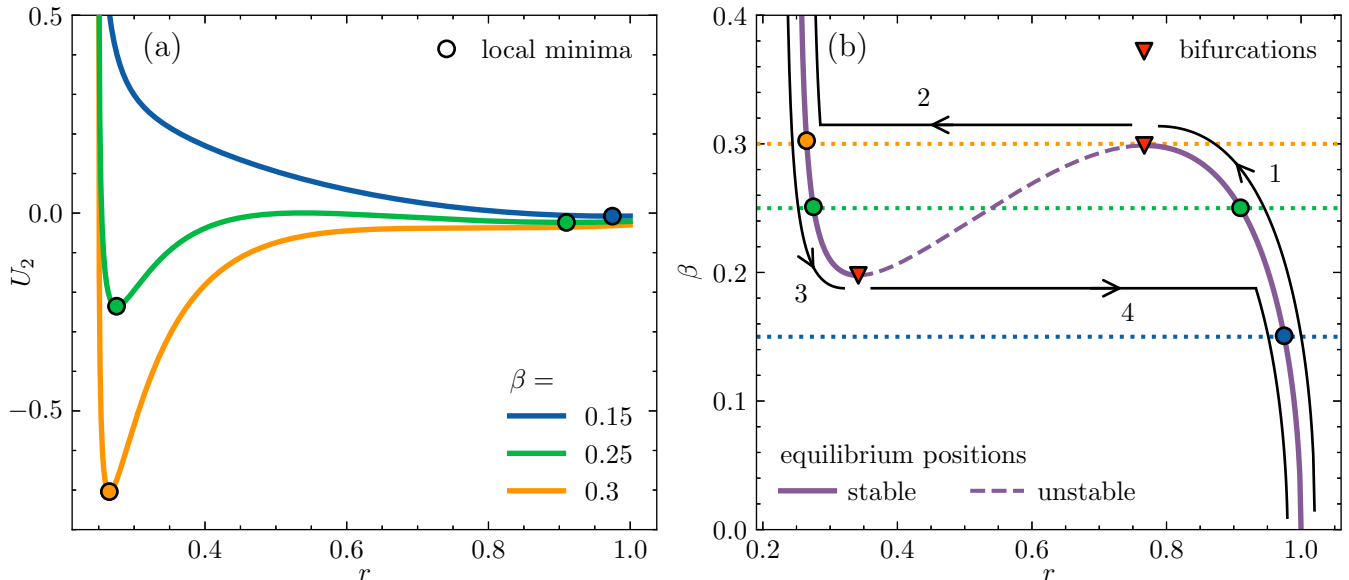 (a)
local minima
0.5
0.0
−0.5
U2
β =
0.15
0.25
0.3
0.4
0.6
0.8
1.0
r
(b)
bifurcations
0.4
0.3
0.2
0.1
0.0
β
2
1
3
4
equilibrium positions
stable
unstable
0.2
0.4
0.6
0.8
1.0
r